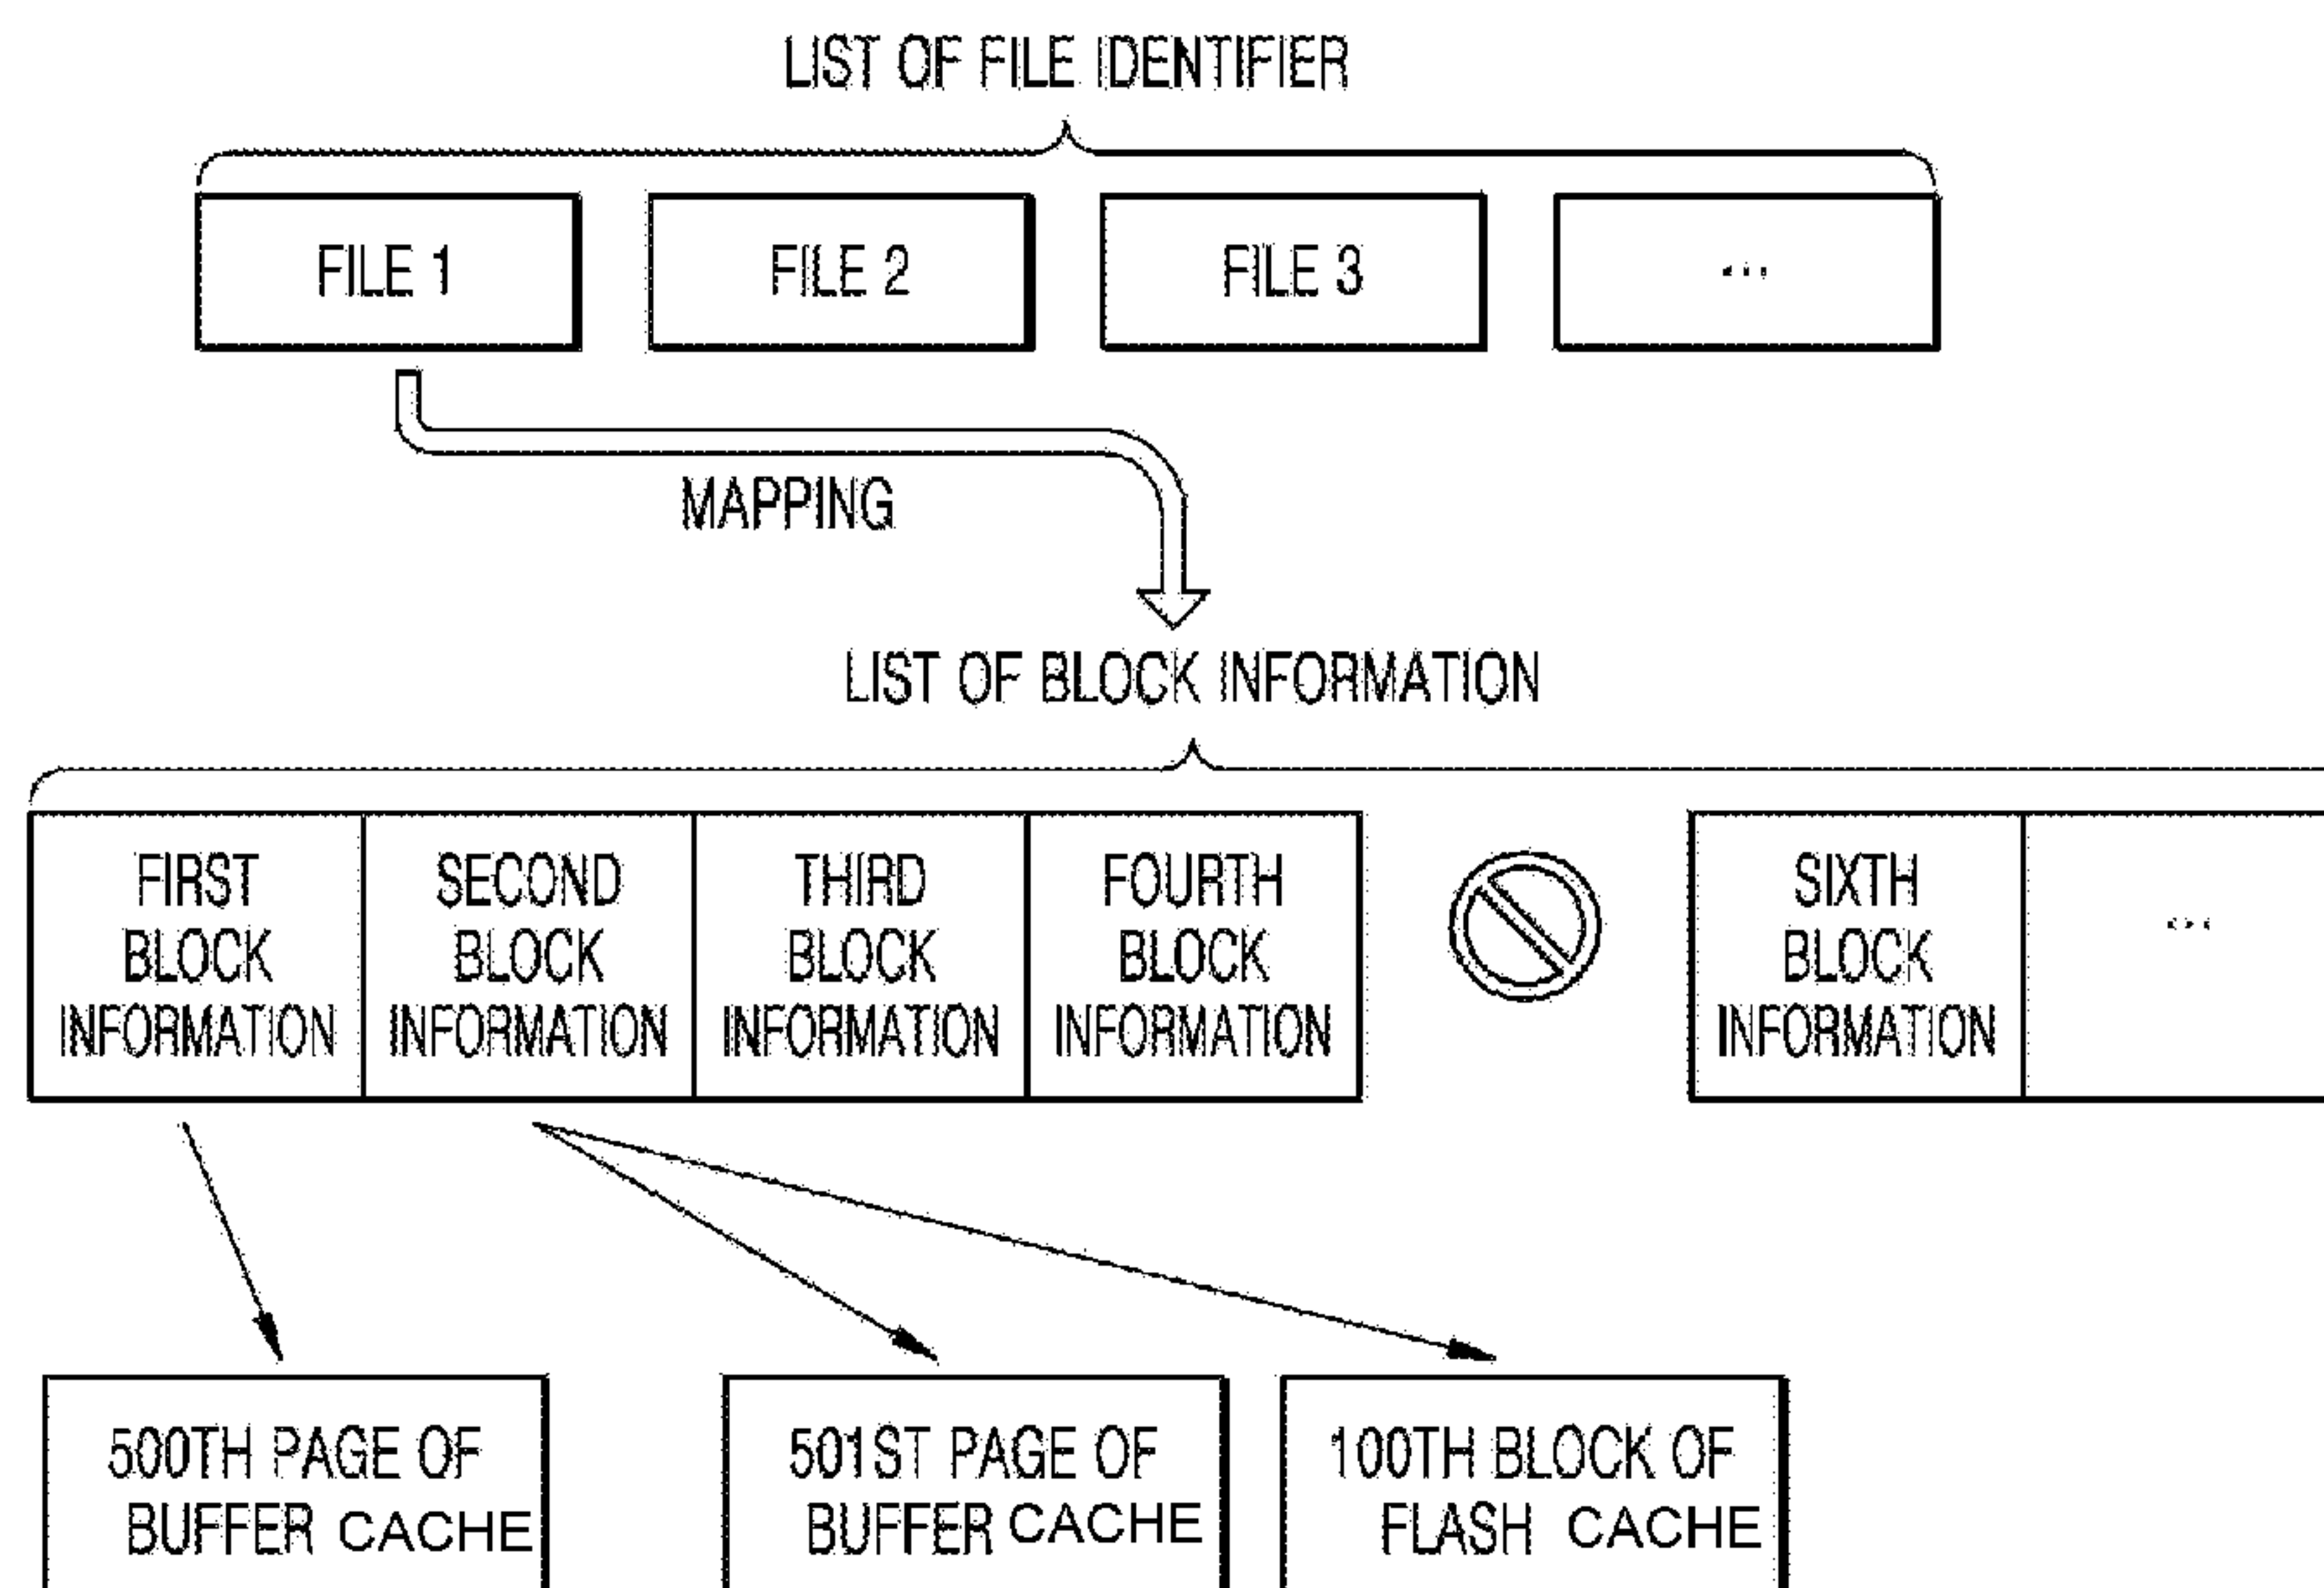 LIST OF FILE IDENTIFIER
FILE 1
FILE 2
FILE 3
...
MAPPING
LIST OF BLOCK INFORMATION
FIRST
BLOCK
INFORMATION
SECOND
BLOCK
INFORMATION
THIRD
BLOCK
INFORMATION
FOURTH
BLOCK
INFORMATION
SIXTH
BLOCK
INFORMATION
...
500TH PAGE OF
BUFFER CACHE
501ST PAGE OF
BUFFER CACHE
100TH BLOCK OF
FLASH CACHE